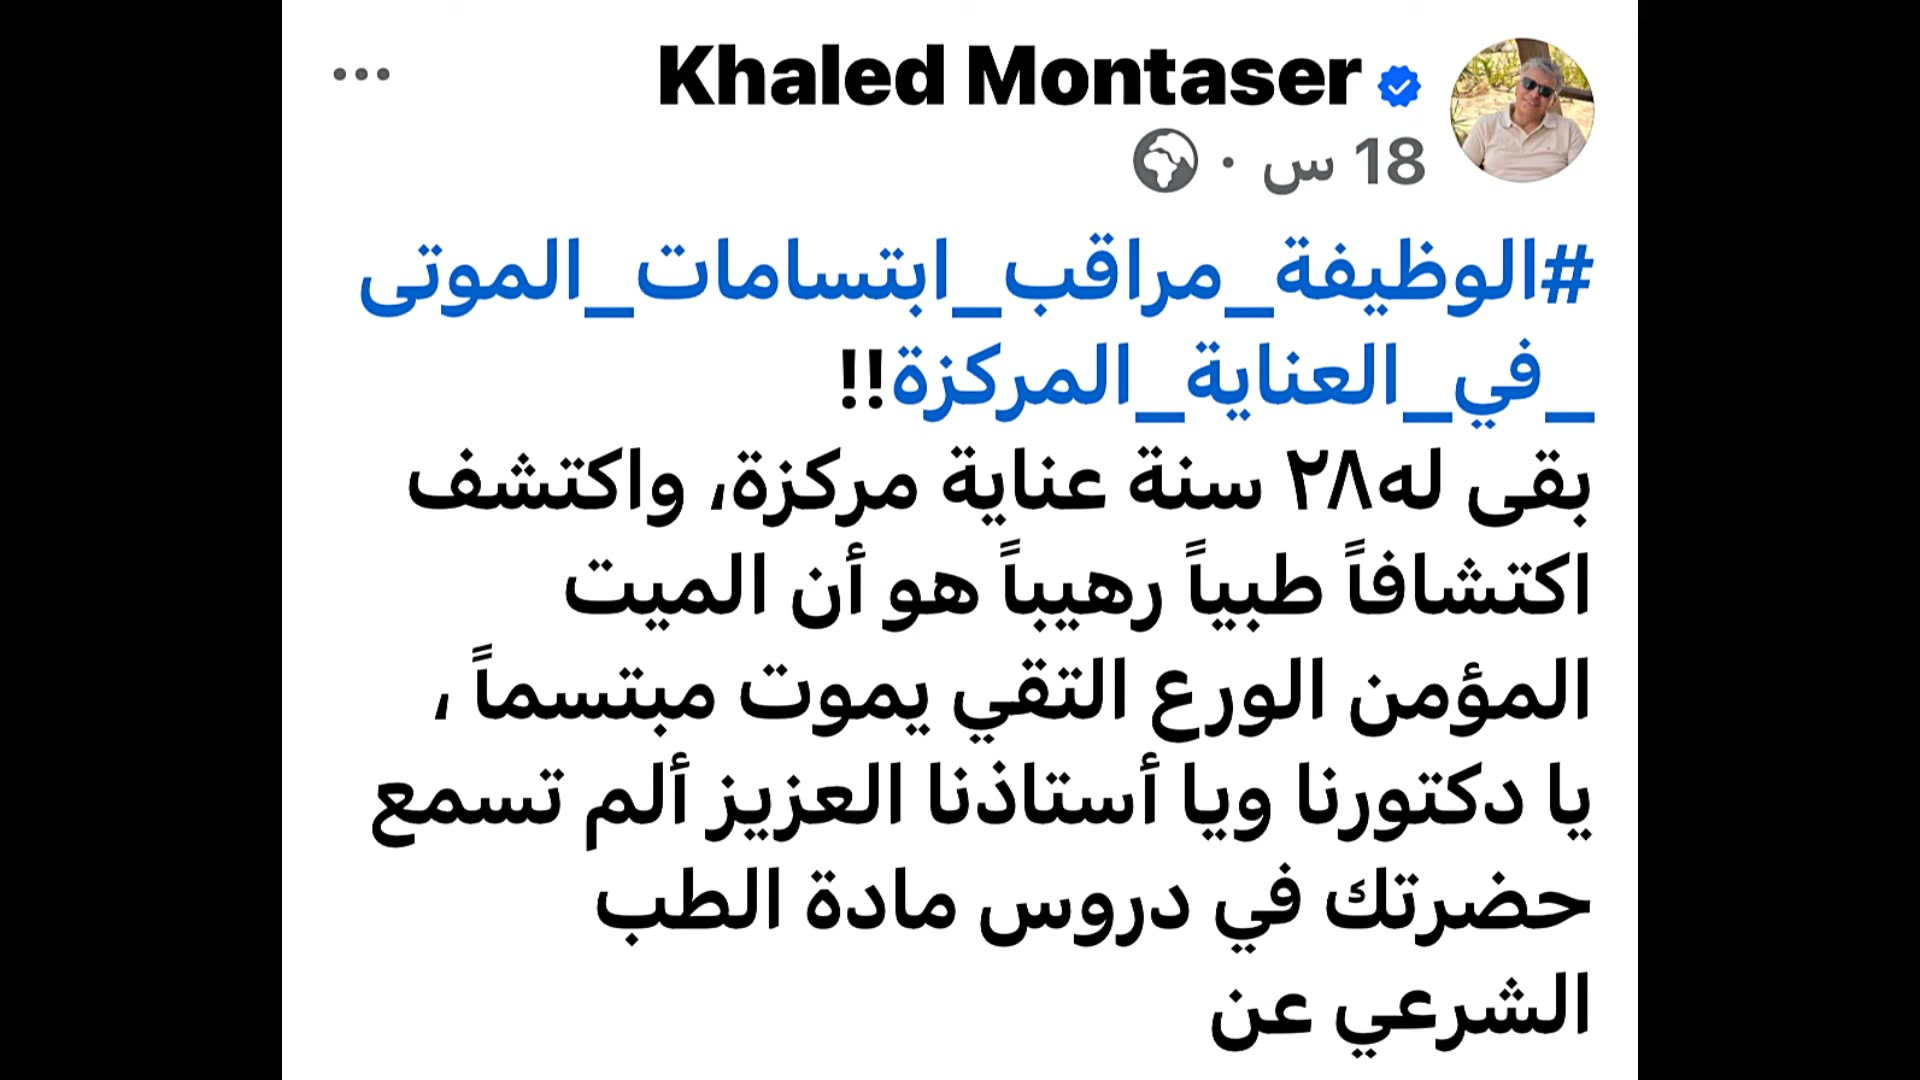 Khaled Montaser
18 س ·
#الوظيفة_مراقب_ابتسامات_الموتى
_في_العناية_المركزة!!
بقى له٢٨ سنة عناية مركزة، واكتشف
اكتشافاً طبياً رهيباً هو أن الميت
المؤمن الورع التقي يموت مبتسماً ،
يا دكتورنا ويا أستاذنا العزيز ألم تسمع
حضرتك في دروس مادة الطب
الشرعي عن